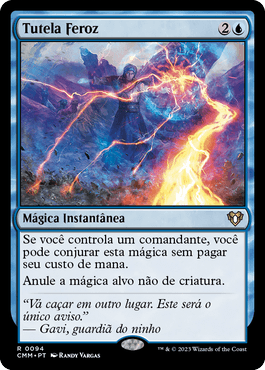 Tutela Feroz 2
Mágica Instantânea
Se você controla um comandante, você
pode conjurar esta mágica sem pagar
seu custo de mana.
Anule a mágica alvo não de criatura.
“Vá caçar em outro lugar. Este será o
único aviso.”
— Gavi, guardiã do ninho
R 0094
CMM • PT Randy Vargas
™ & © 2023 Wizards of the Coast